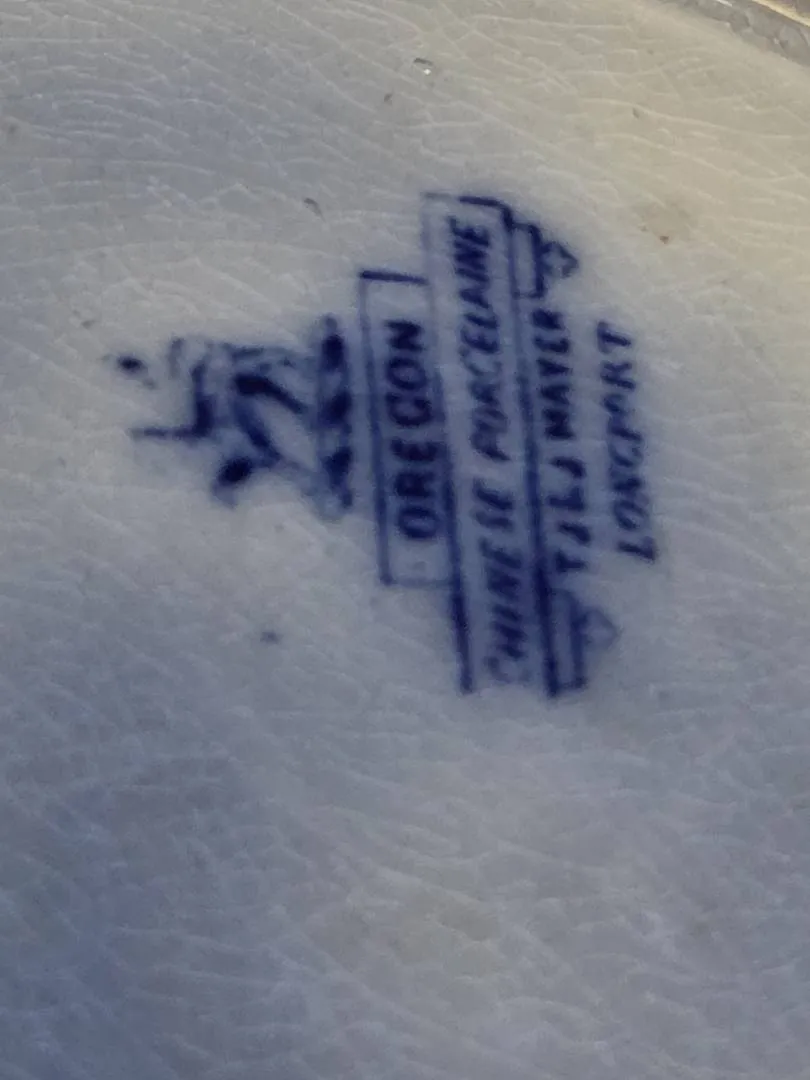 OREGON
CHINESE PORCELAINE
T J & J MAYER
LONGPORT